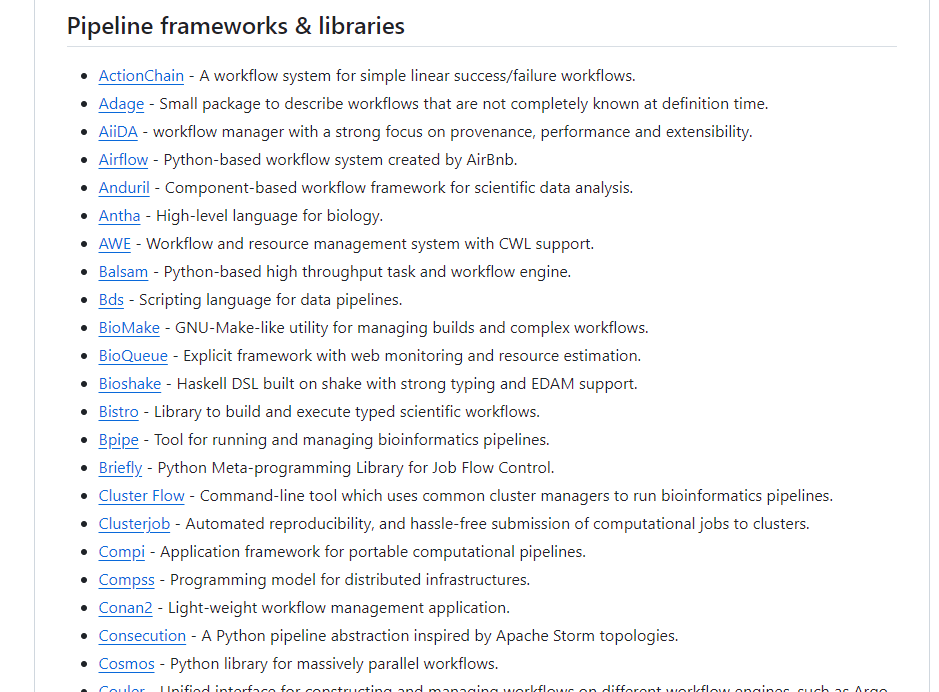 Pipeline frameworks & libraries
ActionChain - A workflow system for simple linear success/failure workflows.
Adage - Small package to describe workflows that are not completely known at definition time.
AiiDA - workflow manager with a strong focus on provenance, performance and extensibility.
Airflow - Python-based workflow system created by AirBnb.
Anduril - Component-based workflow framework for scientific data analysis.
Antha - High-level language for biology.
AWE - Workflow and resource management system with CWL support.
Balsam - Python-based high throughput task and workflow engine.
Bds - Scripting language for data pipelines.
BioMake - GNU-Make-like utility for managing builds and complex workflows.
BioQueue - Explicit framework with web monitoring and resource estimation.
Bioshake - Haskell DSL built on shake with strong typing and EDAM support.
Bistro - Library to build and execute typed scientific workflows.
Bpipe - Tool for running and managing bioinformatics pipelines.
Briefly - Python Meta-programming Library for Job Flow Control.
Cluster Flow - Command-line tool which uses common cluster managers to run bioinformatics pipelines.
Clusterjob - Automated reproducibility, and hassle-free submission of computational jobs to clusters.
Compi - Application framework for portable computational pipelines.
Compss - Programming model for distributed infrastructures.
Conan2 - Light-weight workflow management application.
Consecution - A Python pipeline abstraction inspired by Apache Storm topologies.
Cosmos - Python library for massively parallel workflows.
Couler - Unified interface for constructing and managing workflows on different workflow engines, such as Argo